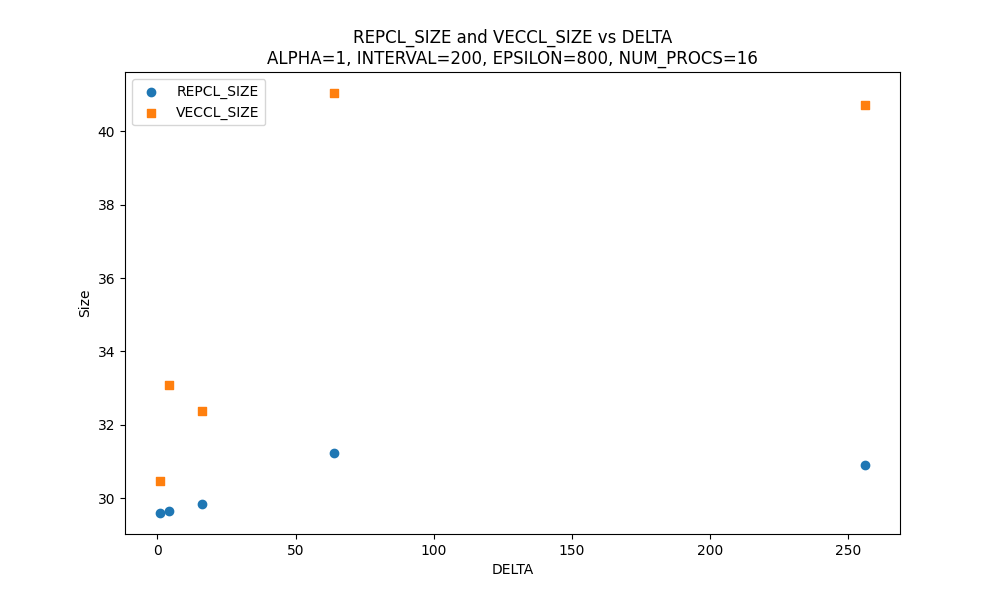 REPCL_SIZE and VECCL_SIZE vs DELTA
ALPHA=1, INTERVAL=200, EPSILON=800, NUM_PROCS=16
REPCL_SIZE
VECCL_SIZE
Size
40
38
36
34
32
30
0
50
100
150
200
250
DELTA